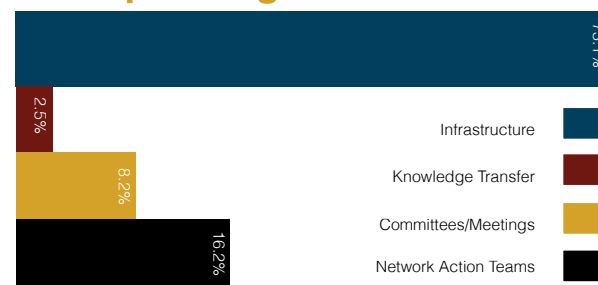 2.5%
8.2%
16.2%
Infrastructure
Knowledge Transfer
Committees/Meetings
Network Action Teams